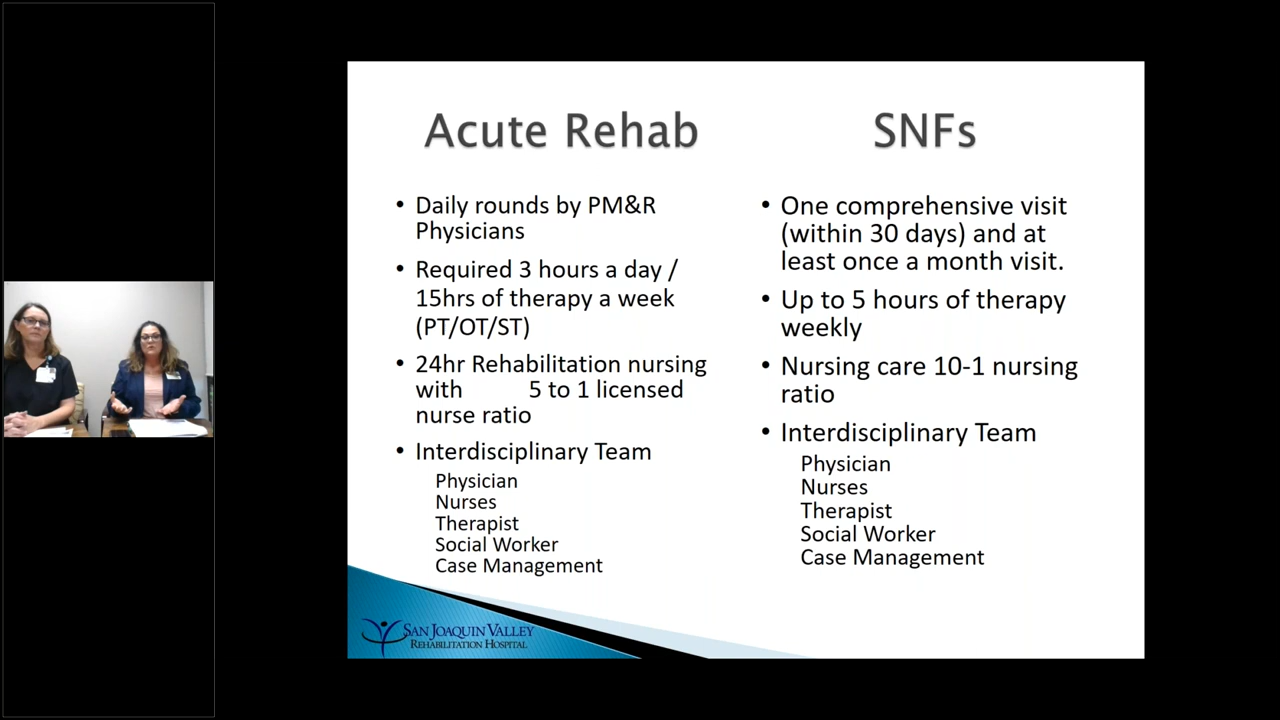 Acute Rehab
• Daily rounds by PM&R
Physicians
• Required 3 hours a day /
15hrs of therapy a week
(PT/OT/ST)
• 24hr Rehabilitation nursing
with 5 to 1 licensed
nurse ratio
• Interdisciplinary Team
Physician
Nurses
Therapist
Social Worker
Case Management
SNFs
• One comprehensive visit
(within 30 days) and at
least once a month visit.
• Up to 5 hours of therapy
weekly
• Nursing care 10-1 nursing
ratio
• Interdisciplinary Team
Physician
Nurses
Therapist
Social Worker
Case Management
SAN JOAQUIN VALLEY
REHABILITATION HOSPITAL